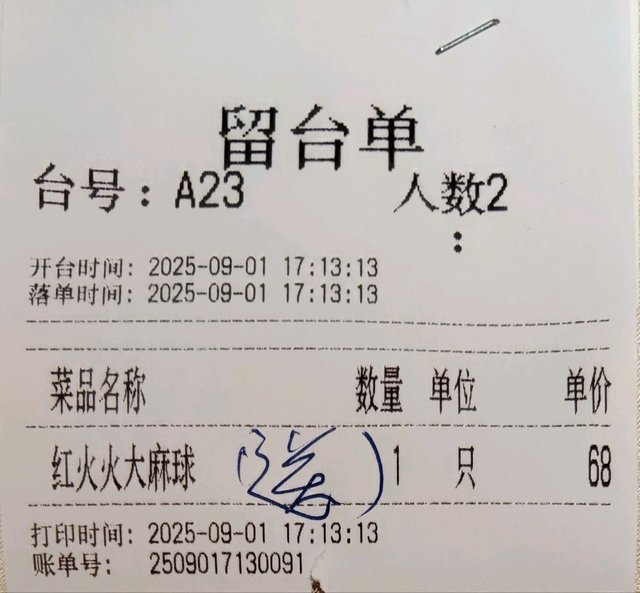 留台单
台号：A23 人数2：
开台时间：2025-09-01 17:13:13
落单时间：2025-09-01 17:13:13
菜品名称 数量 单位 单价
红火火大麻球 (送) 1 只 68
打印时间：2025-09-01 17:13:13
账单号： 2509017130091